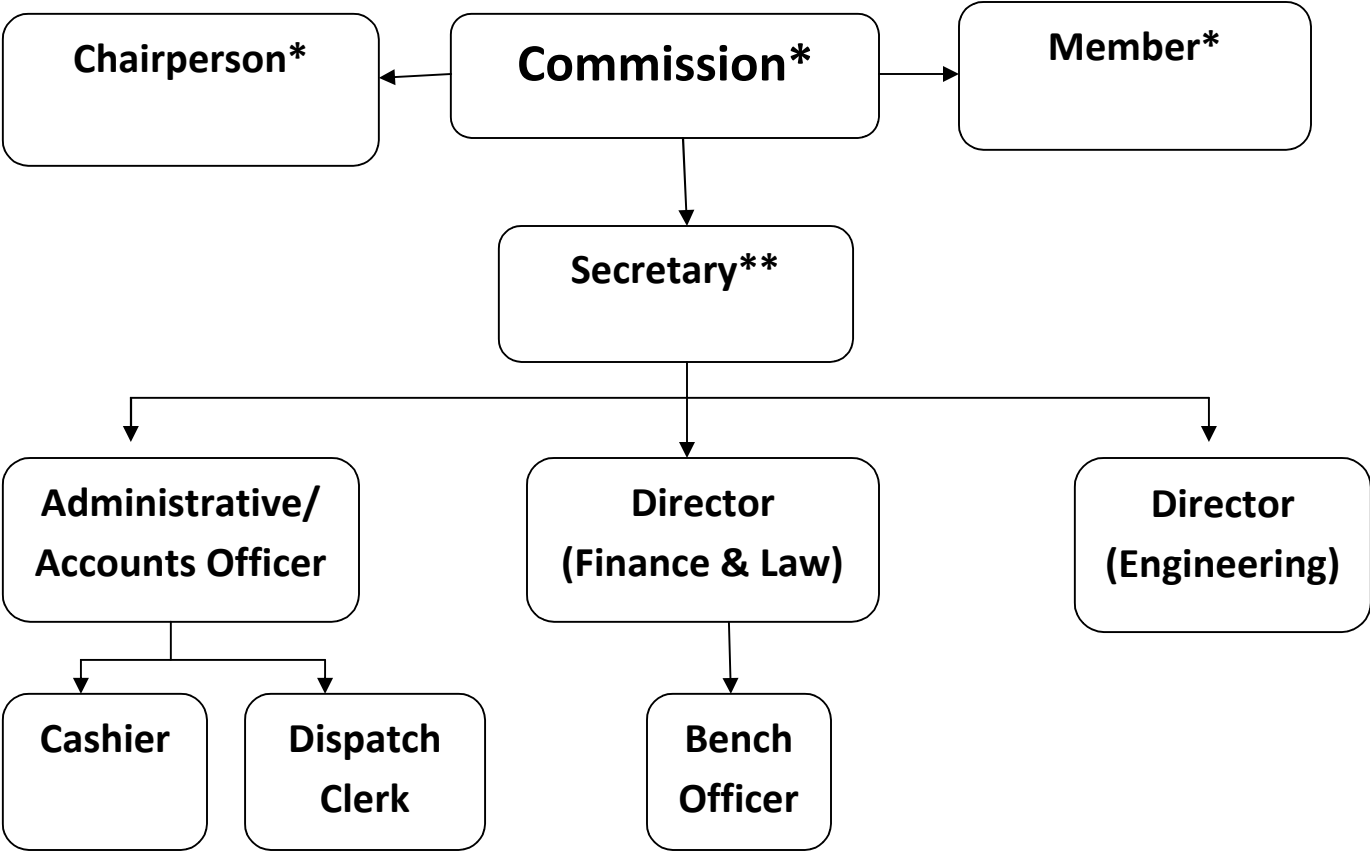 Chairperson*
Commission*
Member*
Secretary**
Administrative/
Accounts Officer
Director
(Finance & Law)
Director
(Engineering)
Cashier
Dispatch
Clerk
Bench
Officer